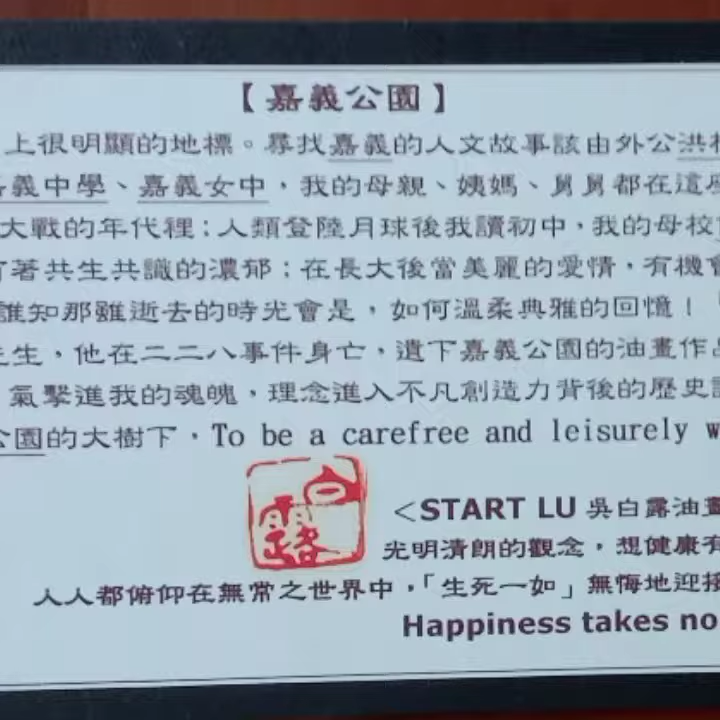 【嘉義公園】
上很明顯的地標。尋找嘉義的人文故事該由外公洪
義中學、嘉義女中,我的母親、姨媽、舅舅都在這
大戰的年代裡;人類登陸月球後我讀初中,我的母校
著共生共識的濃郁;在長大後當美麗的愛情,有機會
誰知那雖逝去的時光會是,如何溫柔典雅的回憶!
生,他在二二八事件身亡,遺下嘉義公園的油畫作品
氣擊進我的魂魄,理念進入不凡創造力背後的歷史
公園的大樹下,To be a carefree and leisurely w
白露
<START LU 吳白露油畫
光明清朗的觀念,想健康有
人人都俯仰在無常之世界中,「生死一如」無悔地迎接
Happiness takes no